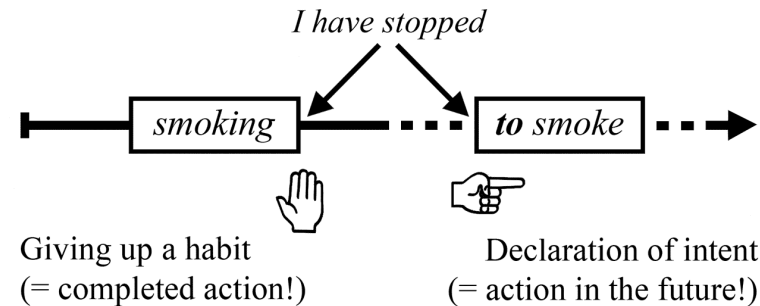 I have stopped
smoking
to smoke
Giving up a habit
(= completed action!)
Declaration of intent
(= action in the future!)